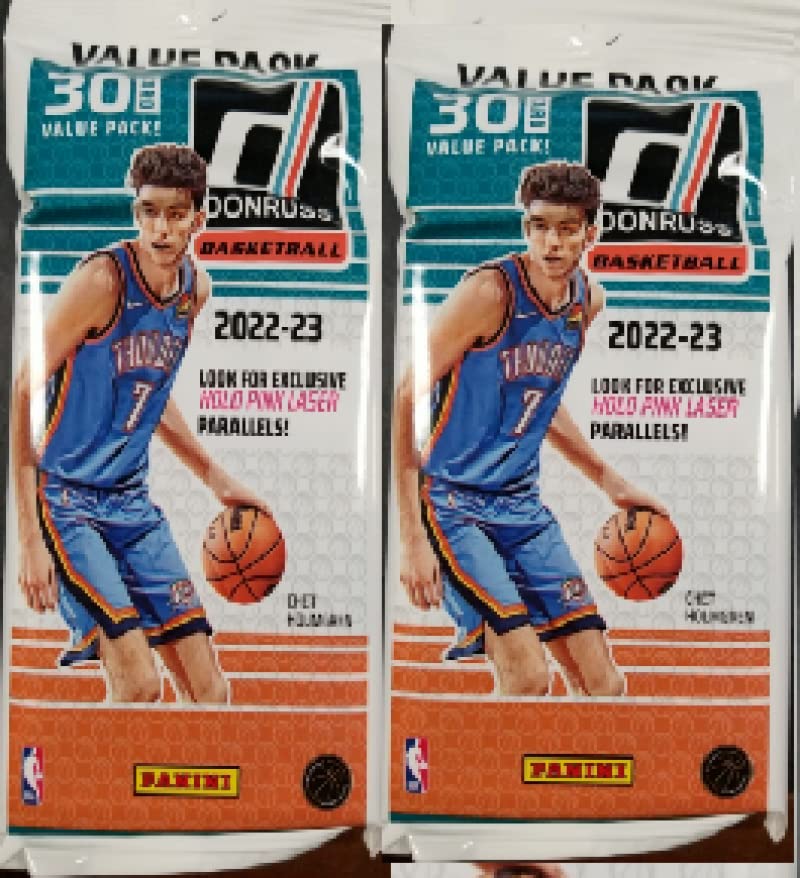 VALUE PACK
30 CARD
VALUE PACK!
DONRUSS
BASKETBALL
2022-23
LOOK FOR EXCLUSIVE
HOLO PINK LASER
PARALLELS!
THUNDER
7
CHET
HOLMGREN
PANINI
VALUE PACK
30 CARD
VALUE PACK!
DONRUSS
BASKETBALL
2022-23
LOOK FOR EXCLUSIVE
HOLO PINK LASER
PARALLELS!
THUNDER
7
CHET
HOLMGREN
PANINI